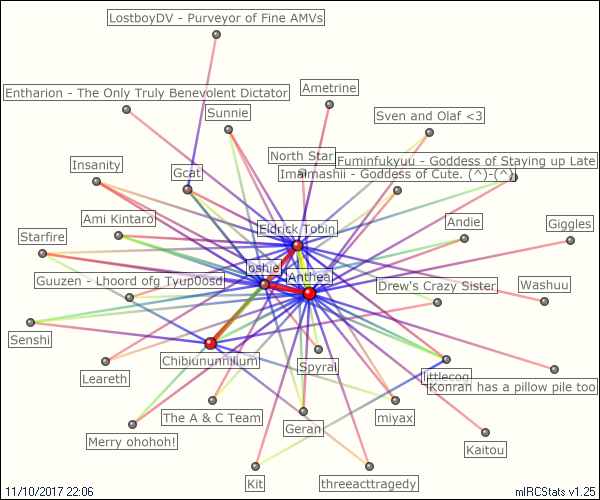 LostboyDV - Purveyor of Fine AMVs
Ametrine
Entharion - The Only Truly Benevolent Dictator
Sunnie
Sven and Olaf <3
North Star
Fuminfukyuu - Goddess of Staying up Late
Insanity
Gcat
Imaimashii - Goddess of Cute. (^)-(^)
Ami Kintaro
Eldrick Tobin
Andie
Giggles
Starfire
oshie
Anthea
Guuzen - Lhoord ofg Tyup0osd
Drew's Crazy Sister
Washuu
Senshi
Chibiununnilium
Spyral
Leareth
littlecog
Konran has a pillow pile too
The A & C Team
miyax
Merry ohohoh!
Geran
Kaitou
Kit
threeacttragedy
11/10/2017 22:06
mIRCStats v1.25